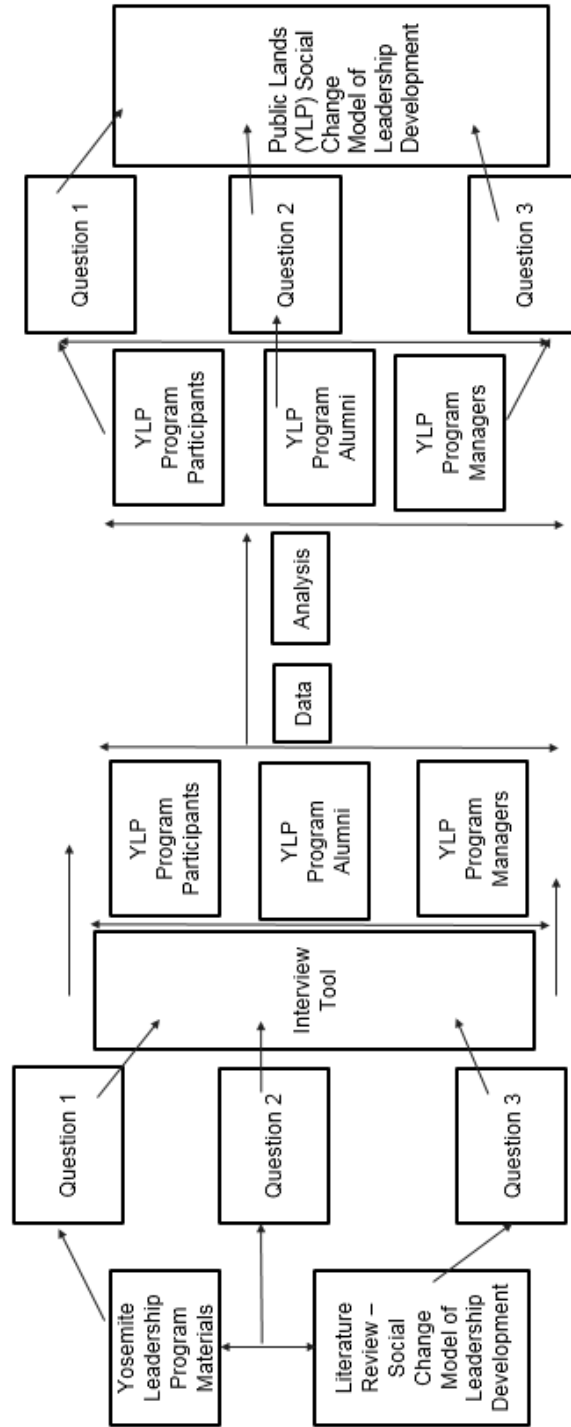 Yosemite
Leadership
Program
Materials
Literature
Review –
Social
Change
Model of
Leadership
Development
Question 1
Question 2
Question 3
Interview
Tool
YLP
Program
Participants
YLP
Program
Alumni
YLP
Program
Managers
Data
Analysis
YLP
Program
Participants
YLP
Program
Alumni
YLP
Program
Managers
Question 1
Question 2
Question 3
Public Lands
(YLP) Social
Change
Model of
Leadership
Development